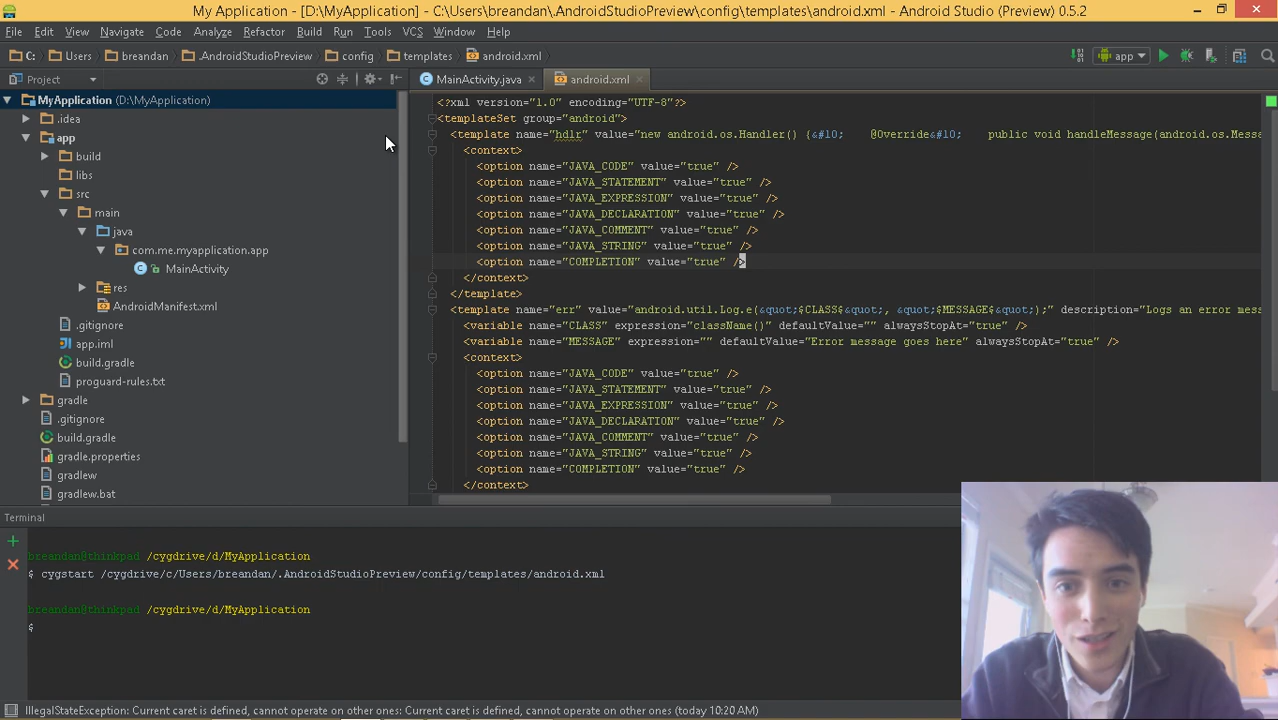 My Application - [D:\MyApplication] - C:\Users\breandan\.AndroidStudioPreview\config\templates\android.xml - Android Studio (Preview) 0.5.2
File Edit View Navigate Code Analyze Refactor Build Run Tools VCS Window Help
C: Users breandan .AndroidStudioPreview config templates android.xml app
Project MainActivity.java android.xml
MyApplication (D:\MyApplication)
.idea
app
build
libs
src
main
java
com.me.myapplication.app
MainActivity
res
AndroidManifest.xml
.gitignore
app.iml
build.gradle
proguard-rules.txt
gradle
.gitignore
build.gradle
gradle.properties
gradlew
gradlew.bat
<?xml version="1.0" encoding="UTF-8"?>
<templateSet group="android">
<template name="hdlr" value="new android.os.Handler() {&#10;    @Override&#10;    public void handleMessage(android.os.Mess
<context>
<option name="JAVA_CODE" value="true" />
<option name="JAVA_STATEMENT" value="true" />
<option name="JAVA_EXPRESSION" value="true" />
<option name="JAVA_DECLARATION" value="true" />
<option name="JAVA_COMMENT" value="true" />
<option name="JAVA_STRING" value="true" />
<option name="COMPLETION" value="true" />
</context>
</template>
<template name="err" value="android.util.Log.e(&quot;$CLASS$&quot;, &quot;$MESSAGE$&quot;);" description="Logs an error mess
<variable name="CLASS" expression="className()" defaultValue="" alwaysStopAt="true" />
<variable name="MESSAGE" expression="" defaultValue="Error message goes here" alwaysStopAt="true" />
<context>
<option name="JAVA_CODE" value="true" />
<option name="JAVA_STATEMENT" value="true" />
<option name="JAVA_EXPRESSION" value="true" />
<option name="JAVA_DECLARATION" value="true" />
<option name="JAVA_COMMENT" value="true" />
<option name="JAVA_STRING" value="true" />
<option name="COMPLETION" value="true" />
</context>
Terminal
breandan@thinkpad /cygdrive/d/MyApplication
$ cygstart /cygdrive/c/Users/breandan/.AndroidStudioPreview/config/templates/android.xml
breandan@thinkpad /cygdrive/d/MyApplication
$
IllegalStateException: Current caret is defined, cannot operate on other ones: Current caret is defined, cannot operate on other ones (today 10:20 AM)